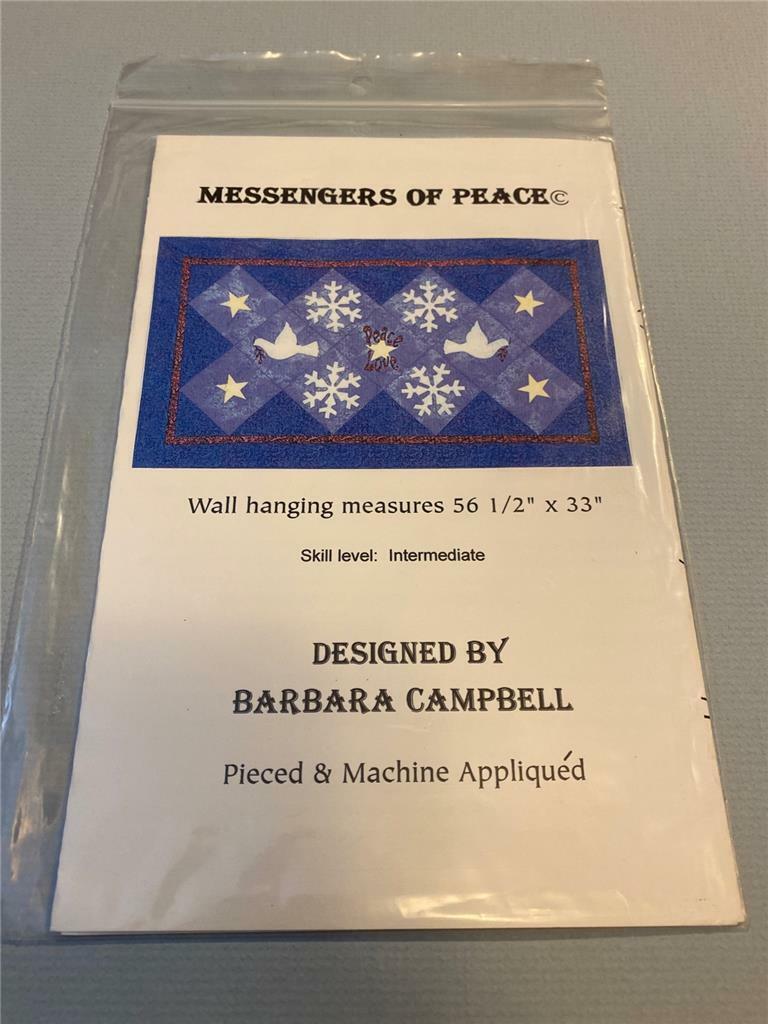 MESSENGERS OF PEACE©
Peace
Love
Wall hanging measures 56 1/2" x 33"
Skill level: Intermediate
DESIGNED BY
BARBARA CAMPBELL
Pieced & Machine Appliquéd